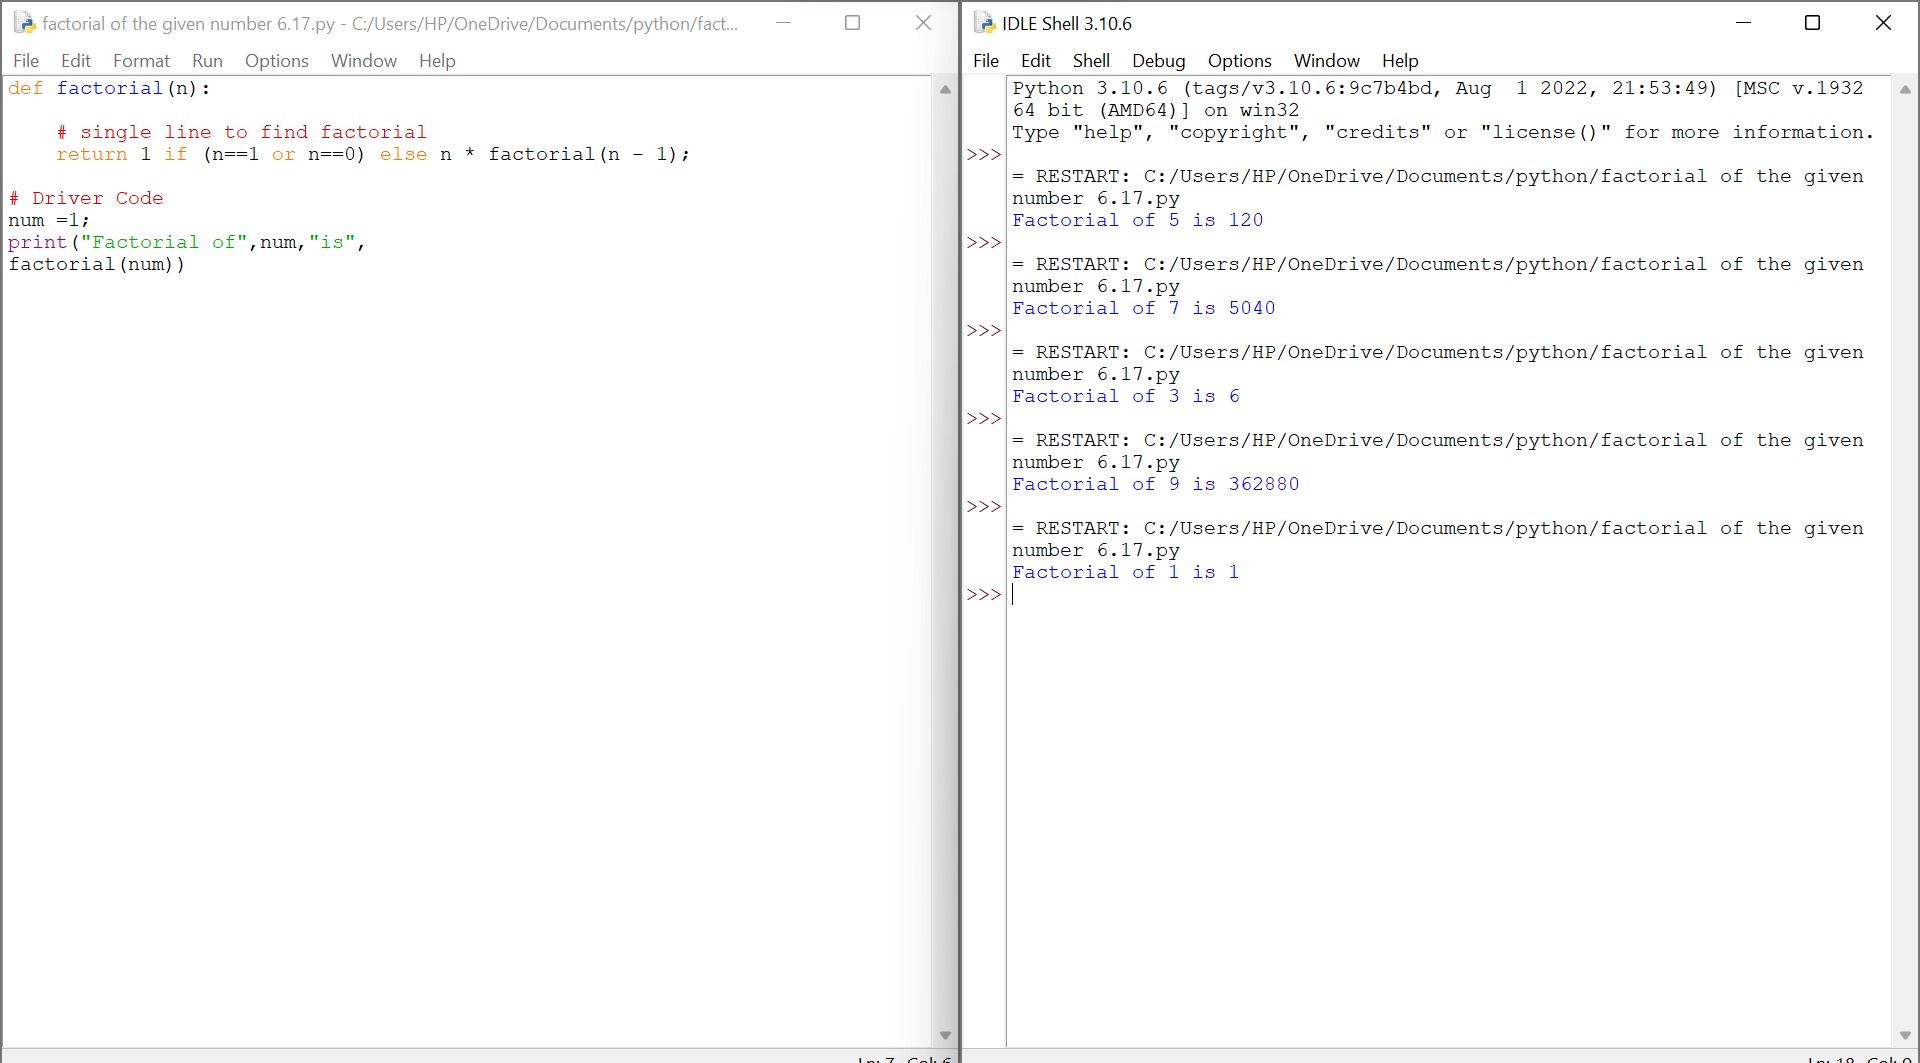 factorial of the given number 6.17.py - C:/Users/HP/OneDrive/Documents/python/fact...
File Edit Format Run Options Window Help
def factorial(n):
    # single line to find factorial
    return 1 if (n==1 or n==0) else n * factorial(n - 1);
# Driver Code
num =1;
print("Factorial of",num,"is",
factorial(num))
IDLE Shell 3.10.6
File Edit Shell Debug Options Window Help
Python 3.10.6 (tags/v3.10.6:9c7b4bd, Aug  1 2022, 21:53:49) [MSC v.1932
64 bit (AMD64)] on win32
Type "help", "copyright", "credits" or "license()" for more information.
>>>
= RESTART: C:/Users/HP/OneDrive/Documents/python/factorial of the given
number 6.17.py
Factorial of 5 is 120
>>>
= RESTART: C:/Users/HP/OneDrive/Documents/python/factorial of the given
number 6.17.py
Factorial of 7 is 5040
>>>
= RESTART: C:/Users/HP/OneDrive/Documents/python/factorial of the given
number 6.17.py
Factorial of 3 is 6
>>>
= RESTART: C:/Users/HP/OneDrive/Documents/python/factorial of the given
number 6.17.py
Factorial of 9 is 362880
>>>
= RESTART: C:/Users/HP/OneDrive/Documents/python/factorial of the given
number 6.17.py
Factorial of 1 is 1
>>>